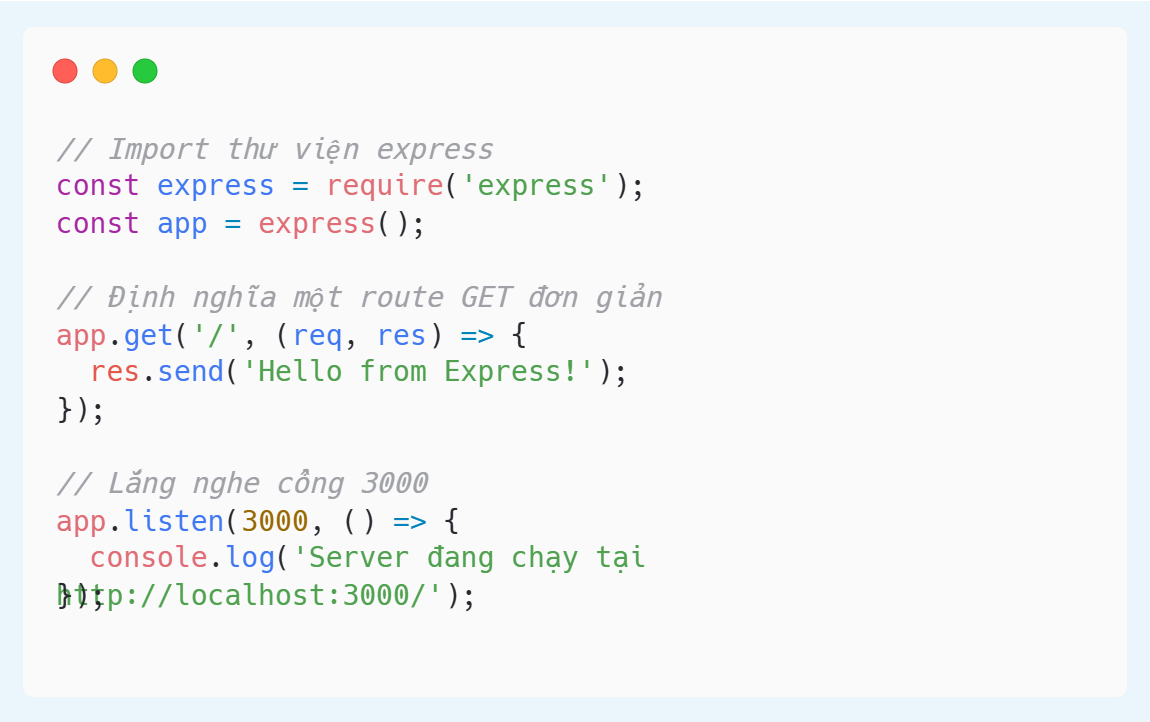 // Import thư viện express
const express = require('express');
const app = express();
// Định nghĩa một route GET đơn giản
app.get('/', (req, res) => {
  res.send('Hello from Express!');
});
// Lắng nghe cổng 3000
app.listen(3000, () => {
  console.log('Server đang chạy tại
http://localhost:3000/');
});